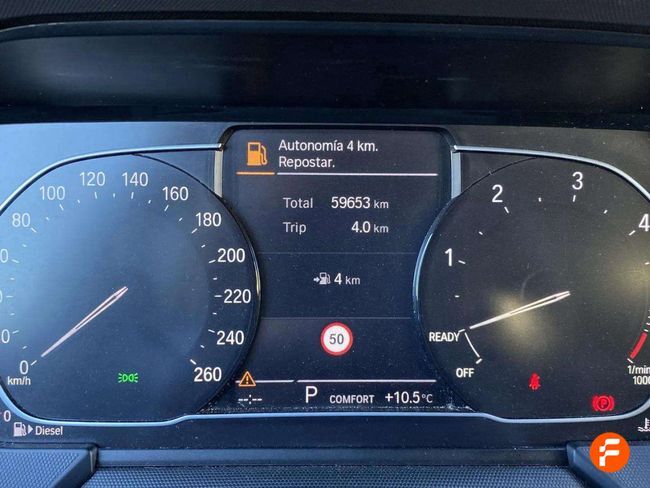 Autonomía 4 km.
Repostar.
Total 59653 km
Trip 4.0 km
4 km
50
80 100 120 140 160 180 200 220 240 260
0
km/h
1 2 3 4
READY
OFF
1/min
1000
--:-- P COMFORT +10.5°C
0
Diesel